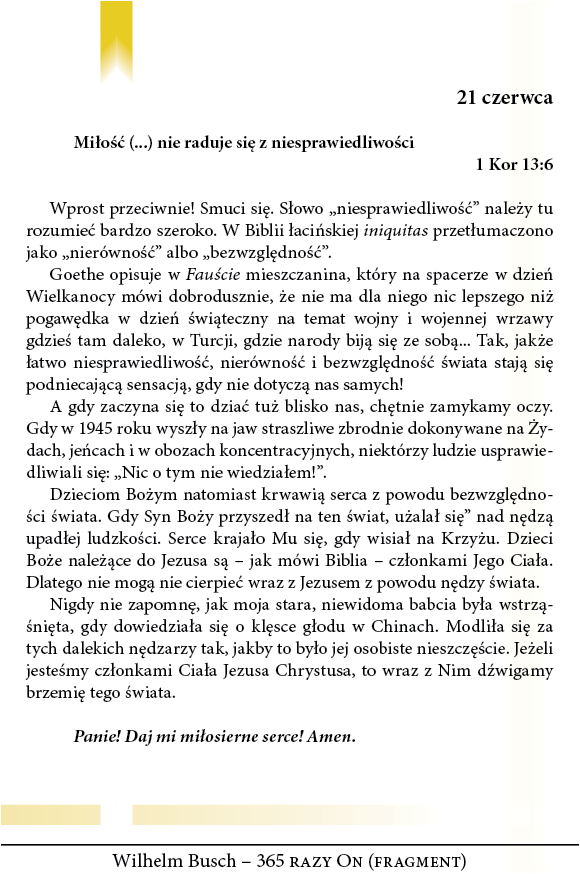 21 czerwca
Miłość (...) nie raduje się z niesprawiedliwości
1 Kor 13:6
Wprost przeciwnie! Smuci się. Słowo „niesprawiedliwość” należy tu
rozumieć bardzo szeroko. W Biblii łacińskiej iniquitas przetłumaczono
jako „nierówność” albo „bezwzględność”.
Goethe opisuje w Fauście mieszczanina, który na spacerze w dzień
Wielkanocy mówi dobrodusznie, że nie ma dla niego nic lepszego niż
pogawędka w dzień świąteczny na temat wojny i wojennej wrzawy
gdzieś tam daleko, w Turcji, gdzie narody biją się ze sobą... Tak, jakże
łatwo niesprawiedliwość, nierówność i bezwzględność świata stają się
podniecającą sensacją, gdy nie dotyczą nas samych!
A gdy zaczyna się to dziać tuż blisko nas, chętnie zamykamy oczy.
Gdy w 1945 roku wyszły na jaw straszliwe zbrodnie dokonywane na Ży-
dach, jeńcach i w obozach koncentracyjnych, niektórzy ludzie usprawie-
dliwiali się: „Nic o tym nie wiedziałem!”.
Dzieciom Bożym natomiast krwawią serca z powodu bezwzględno-
ści świata. Gdy Syn Boży przyszedł na ten świat, użalał się” nad nędzą
upadłej ludzkości. Serce krajało Mu się, gdy wisiał na Krzyżu. Dzieci
Boże należące do Jezusa są – jak mówi Biblia – członkami Jego Ciała.
Dlatego nie mogą nie cierpieć wraz z Jezusem z powodu nędzy świata.
Nigdy nie zapomnę, jak moja stara, niewidoma babcia była wstrzą-
śnięta, gdy dowiedziała się o klęsce głodu w Chinach. Modliła się za
tych dalekich nędzarzy tak, jakby to było jej osobiste nieszczęście. Jeżeli
jesteśmy członkami Ciała Jezusa Chrystusa, to wraz z Nim dźwigamy
brzemię tego świata.
Panie! Daj mi miłosierne serce! Amen.
Wilhelm Busch – 365 razy On (fragment)